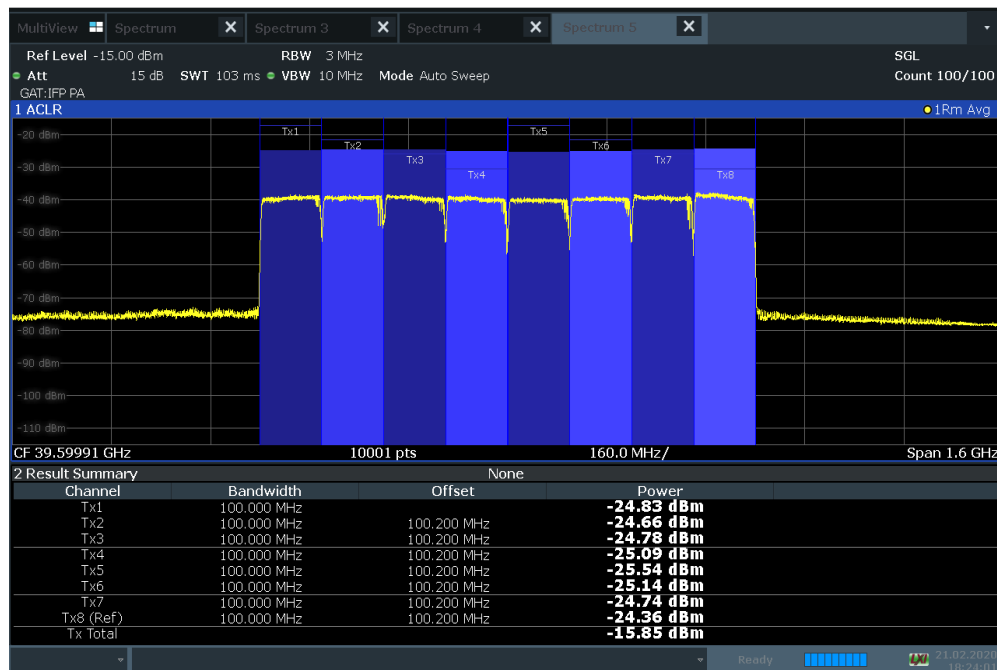 MultiView Spectrum X Spectrum 3 X Spectrum 4 X Spectrum 5 X
Ref Level -15.00 dBm RBW 3 MHz SGL
Att 15 dB SWT 103 ms VBW 10 MHz Mode Auto Sweep Count 100/100
GAT:IFP PA
1 ACLR 1Rm Avg
Tx1 Tx5
-20 dBm
Tx2 Tx6
Tx3 Tx7
-30 dBm
Tx4 Tx8
-40 dBm
-50 dBm
-60 dBm
-70 dBm
-80 dBm
-90 dBm
-100 dBm
-110 dBm
CF 39.59991 GHz 10001 pts 160.0 MHz/ Span 1.6 GHz
2 Result Summary None
Channel Bandwidth Offset Power
Tx1 100.000 MHz -24.83 dBm
Tx2 100.000 MHz 100.200 MHz -24.66 dBm
Tx3 100.000 MHz 100.200 MHz -24.78 dBm
Tx4 100.000 MHz 100.200 MHz -25.09 dBm
Tx5 100.000 MHz 100.200 MHz -25.54 dBm
Tx6 100.000 MHz 100.200 MHz -25.14 dBm
Tx7 100.000 MHz 100.200 MHz -24.74 dBm
Tx8 (Ref) 100.000 MHz 100.200 MHz -24.36 dBm
Tx Total -15.85 dBm
Ready 21.02.2020
18:24:01